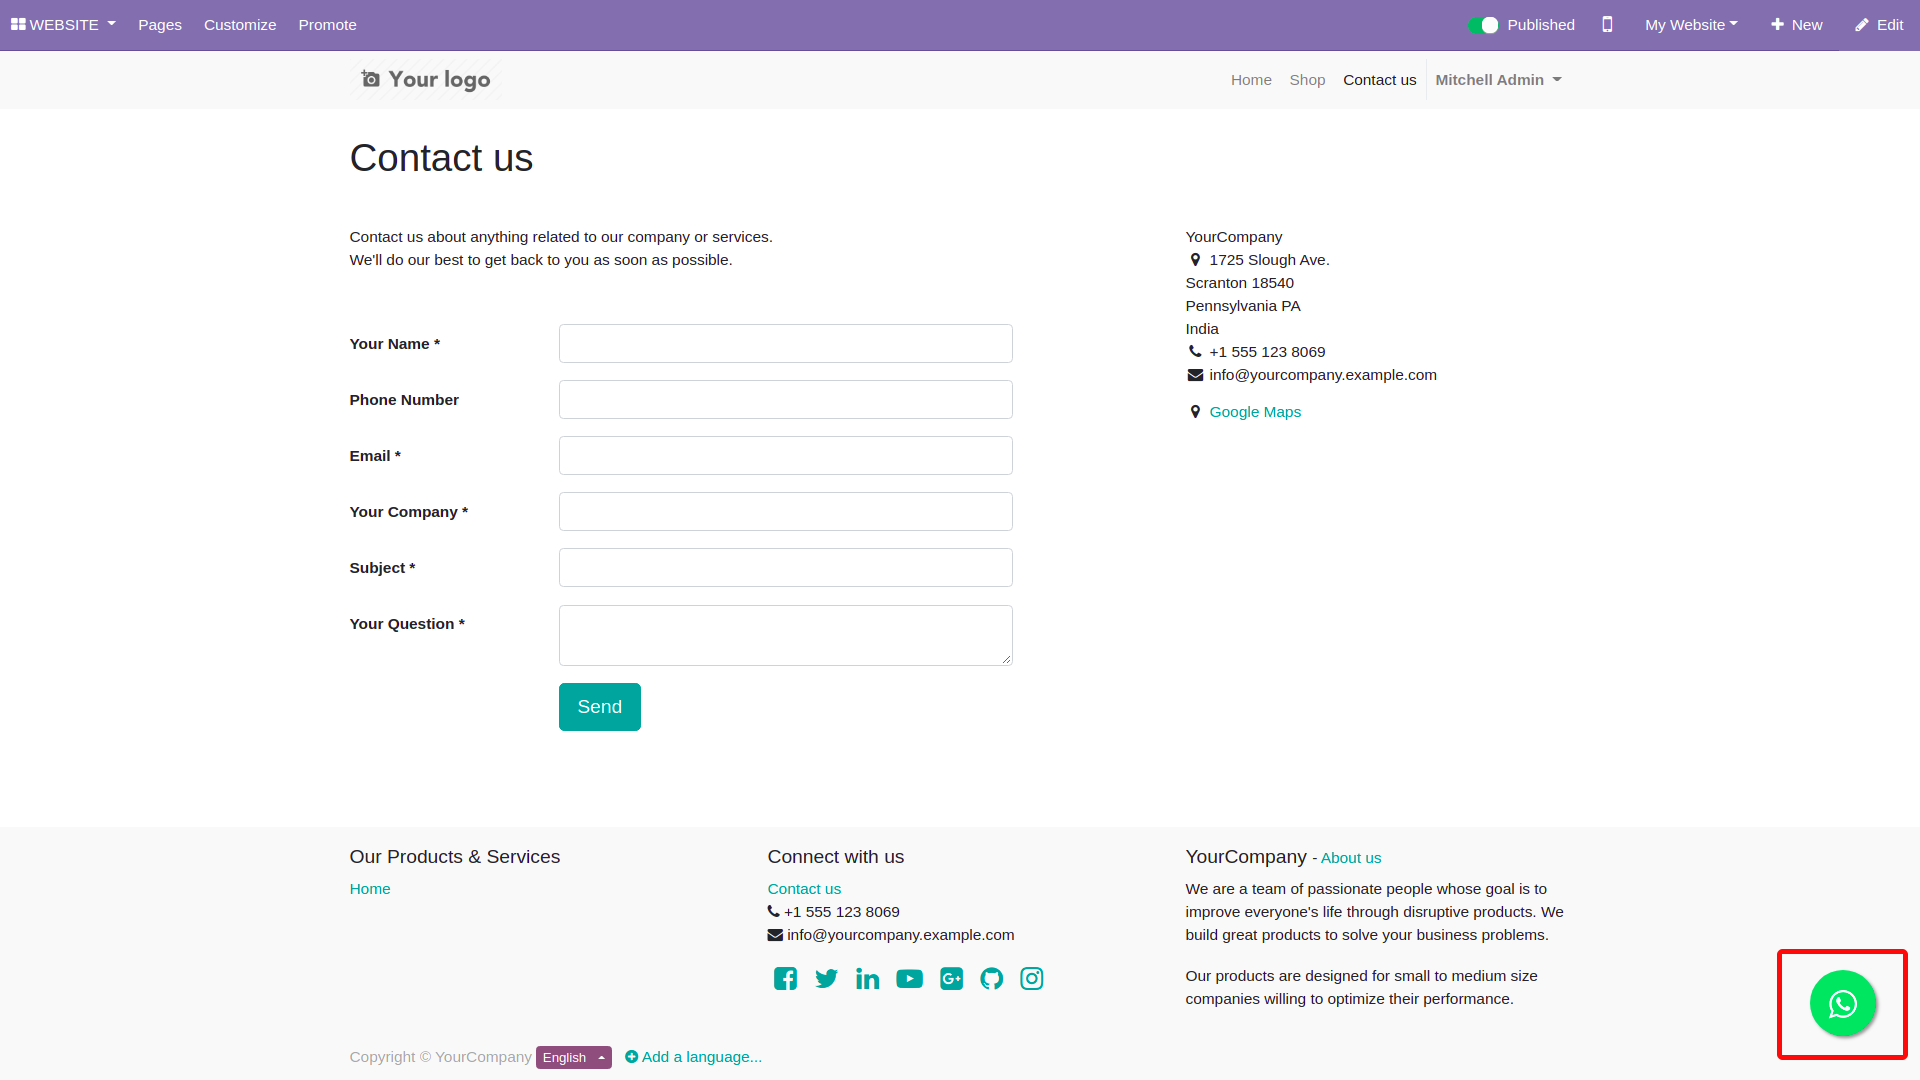 WEBSITE Pages Customize Promote Published My Website New Edit
Your logo Home Shop Contact us Mitchell Admin
Contact us
Contact us about anything related to our company or services.
We'll do our best to get back to you as soon as possible.
Your Name *
Phone Number
Email *
Your Company *
Subject *
Your Question *
Send
YourCompany
1725 Slough Ave.
Scranton 18540
Pennsylvania PA
India
+1 555 123 8069
info@yourcompany.example.com
Google Maps
Our Products & Services
Home
Connect with us
Contact us
+1 555 123 8069
info@yourcompany.example.com
YourCompany - About us
We are a team of passionate people whose goal is to
improve everyone's life through disruptive products. We
build great products to solve your business problems.
Our products are designed for small to medium size
companies willing to optimize their performance.
Copyright © YourCompany English Add a language...